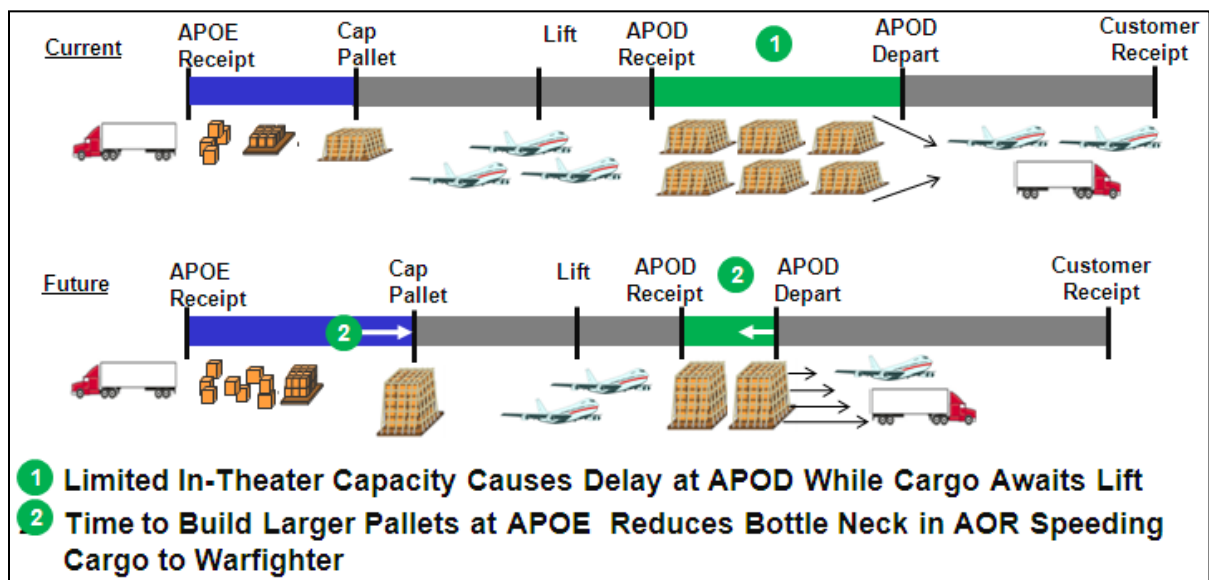 Current
APOE
Receipt
Cap
Pallet
Lift
APOD
Receipt
1
APOD
Depart
Customer
Receipt
Future
APOE
Receipt
Cap
Pallet
Lift
APOD
Receipt
2
APOD
Depart
Customer
Receipt
2
1 Limited In-Theater Capacity Causes Delay at APOD While Cargo Awaits Lift
2 Time to Build Larger Pallets at APOE Reduces Bottle Neck in AOR Speeding
Cargo to Warfighter